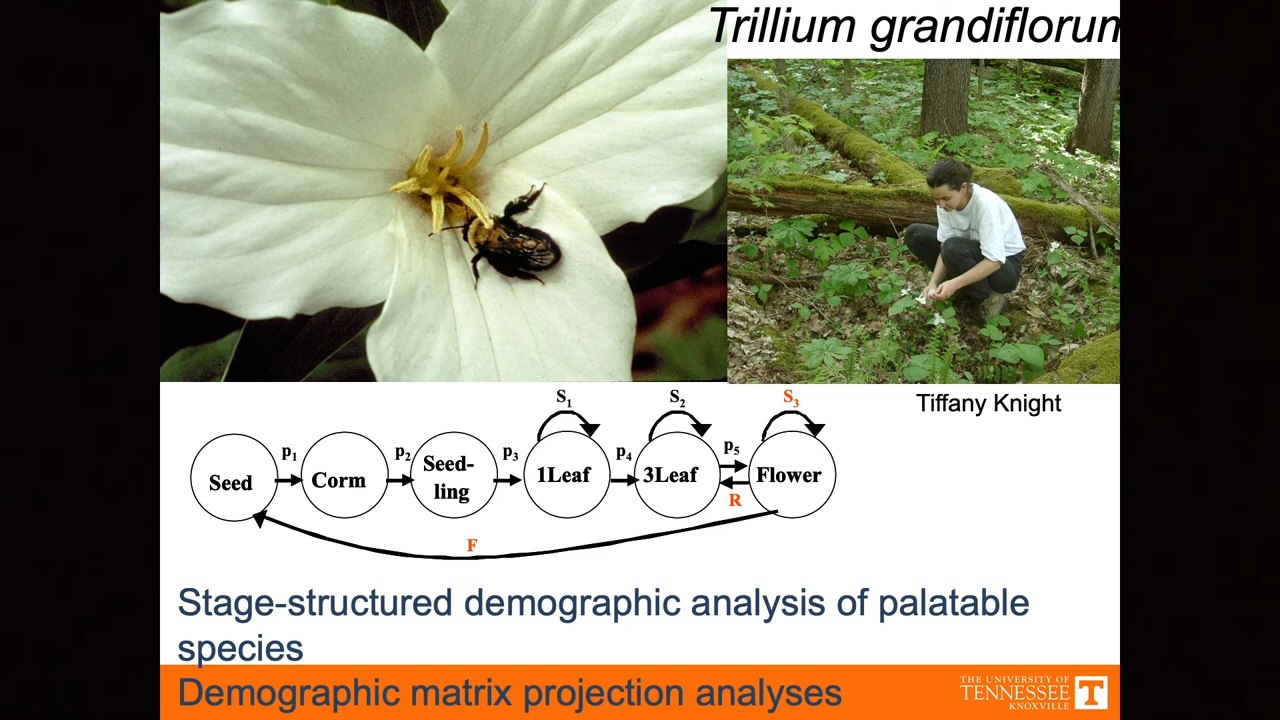 Trillium grandiflorum
Tiffany Knight
S1 S2 S3
p1 p2 p3 p4 p5
Seed Corm Seed-
ling 1Leaf 3Leaf Flower
R
F
Stage-structured demographic analysis of palatable
species
Demographic matrix projection analyses
THE UNIVERSITY OF
TENNESSEE
KNOXVILLE
T